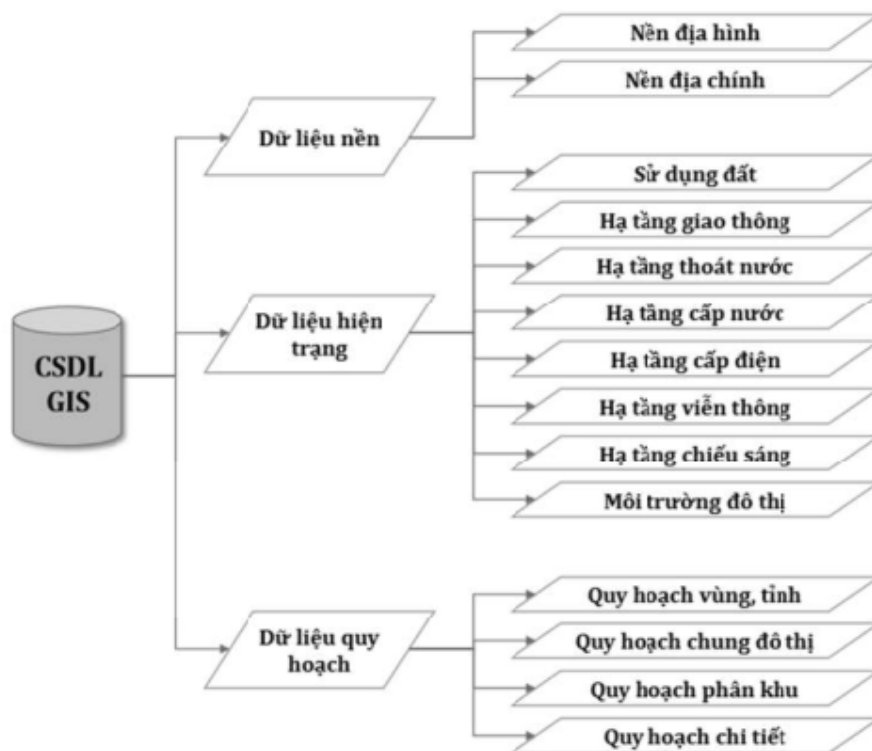 CSDL
GIS
Dữ liệu nền
Nền địa hình
Nền địa chính
Dữ liệu hiện
trạng
Sử dụng đất
Hạ tầng giao thông
Hạ tầng thoát nước
Hạ tầng cấp nước
Hạ tầng cấp điện
Hạ tầng viễn thông
Hạ tầng chiếu sáng
Môi trường đô thị
Dữ liệu quy
hoạch
Quy hoạch vùng, tỉnh
Quy hoạch chung đô thị
Quy hoạch phân khu
Quy hoạch chi tiết